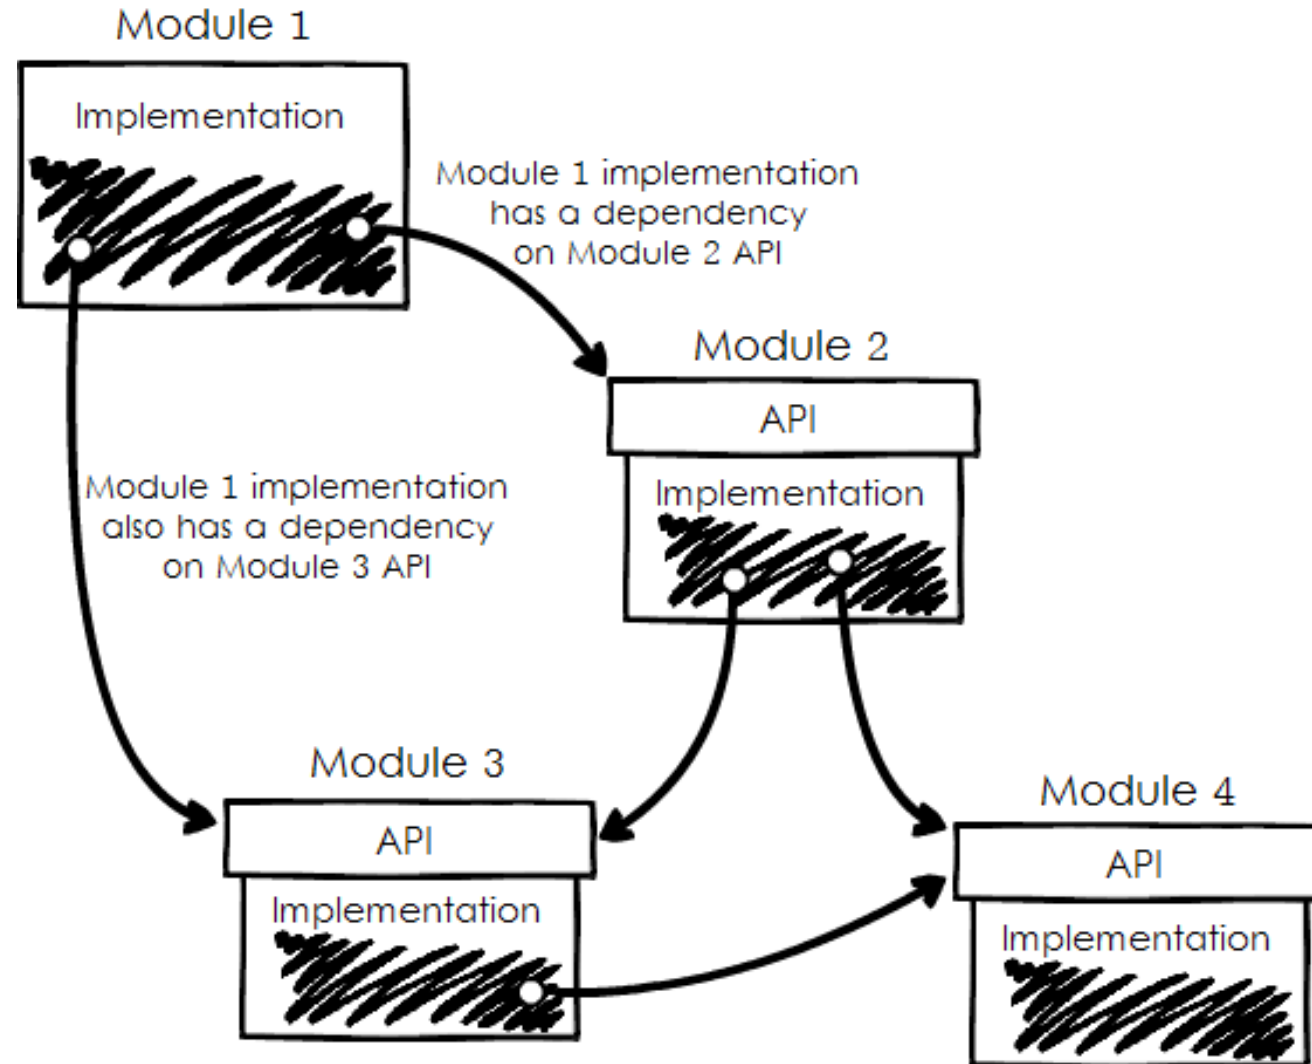 Module 1
Implementation
Module 1 implementation
has a dependency
on Module 2 API
Module 2
API
Implementation
Module 1 implementation
also has a dependency
on Module 3 API
Module 3
API
Implementation
Module 4
API
Implementation